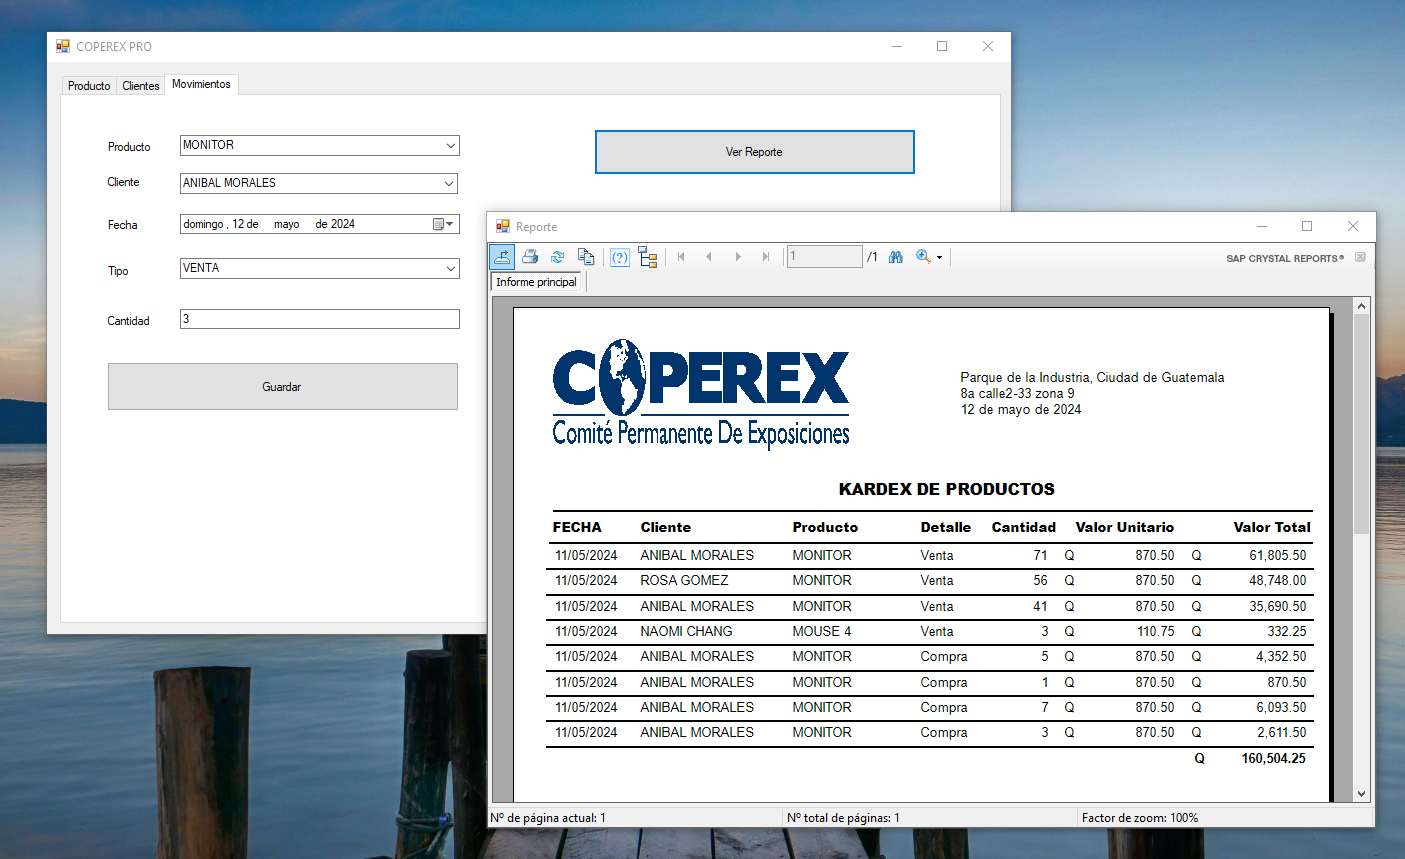 COPEREX PRO
Producto Clientes Movimientos
Producto MONITOR
Ver Reporte
Cliente ANIBAL MORALES
Fecha domingo , 12 de mayo de 2024
Tipo VENTA
Cantidad 3
Guardar
Reporte
1 /1
SAP CRYSTAL REPORTS®
Informe principal
COPEREX
Comité Permanente De Exposiciones
Parque de la Industria, Ciudad de Guatemala
8a calle2-33 zona 9
12 de mayo de 2024
KARDEX DE PRODUCTOS
FECHA Cliente Producto Detalle Cantidad Valor Unitario Valor Total
11/05/2024 ANIBAL MORALES MONITOR Venta 71 Q 870.50 Q 61,805.50
11/05/2024 ROSA GOMEZ MONITOR Venta 56 Q 870.50 Q 48,748.00
11/05/2024 ANIBAL MORALES MONITOR Venta 41 Q 870.50 Q 35,690.50
11/05/2024 NAOMI CHANG MOUSE 4 Venta 3 Q 110.75 Q 332.25
11/05/2024 ANIBAL MORALES MONITOR Compra 5 Q 870.50 Q 4,352.50
11/05/2024 ANIBAL MORALES MONITOR Compra 1 Q 870.50 Q 870.50
11/05/2024 ANIBAL MORALES MONITOR Compra 7 Q 870.50 Q 6,093.50
11/05/2024 ANIBAL MORALES MONITOR Compra 3 Q 870.50 Q 2,611.50
Q 160,504.25
Nº de página actual: 1 Nº total de páginas: 1 Factor de zoom: 100%